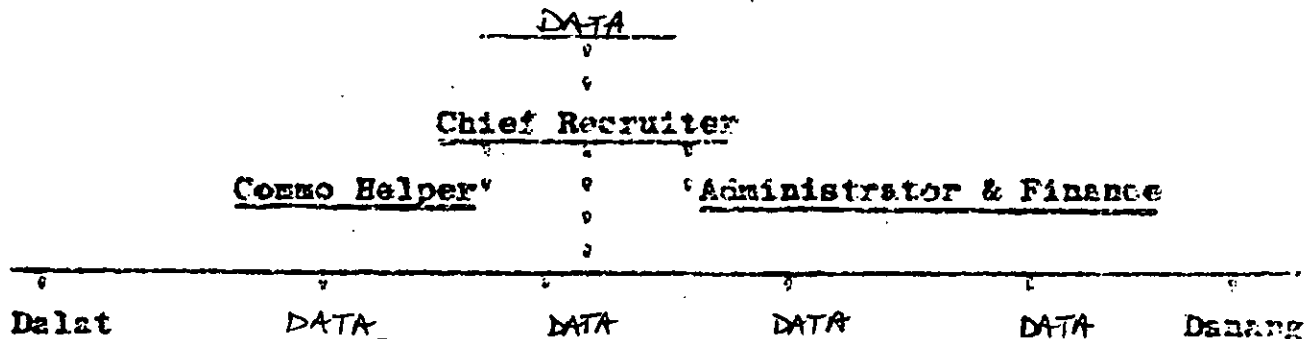 DATA
Chief Recruiter
Commo Helper Administrator & Finance
Dalat DATA DATA DATA DATA Danang